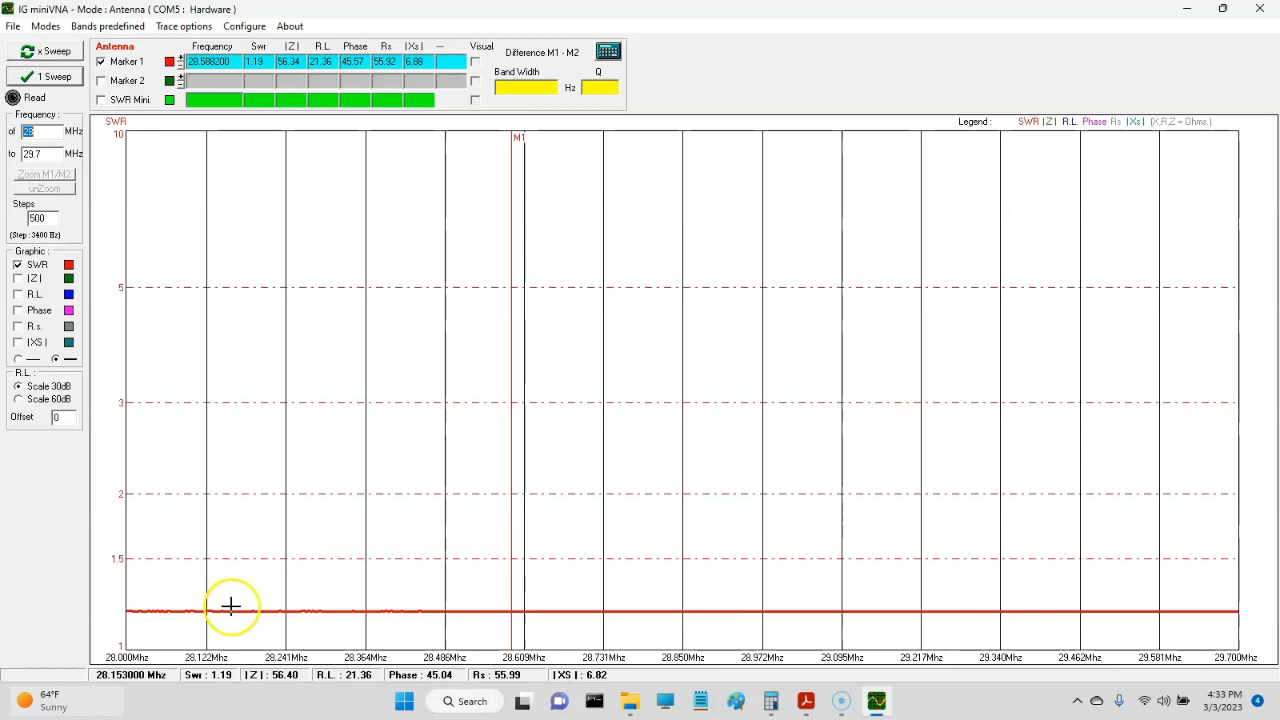 IG miniVNA - Mode : Antenna ( COM5 : Hardware )
File Modes Bands predefined Trace options Configure About
Antenna Frequency Swr |Z| R.L. Phase Rs |Xs| --- Visual
Marker 1 28.588200 1.19 56.34 21.36 45.57 55.92 6.88
Marker 2
SWR Mini.
Difference M1 - M2
Band Width Q
Hz
x Sweep
1 Sweep
Read
Frequency :
of 28 MHz
to 29.7 MHz
Zoom M1/M2
unZoom
Steps
500
(Step : 3400 Hz)
Graphic :
SWR
|Z|
R.L.
Phase
R.s.
|XS|
R.L. :
Scale 30dB
Scale 60dB
Offset 0
SWR
Legend : SWR |Z| R.L. Phase Rs |Xs| (X,R,Z = Ohms.)
M1
10
5
3
2
1.5
1
28.000Mhz 28.122Mhz 28.241Mhz 28.364Mhz 28.486Mhz 28.609Mhz 28.731Mhz 28.850Mhz 28.972Mhz 29.095Mhz 29.217Mhz 29.340Mhz 29.462Mhz 29.581Mhz 29.700Mhz
28.153000 Mhz Swr : 1.19 |Z| : 56.40 R.L. : 21.36 Phase : 45.04 Rs : 55.99 |XS| : 6.82
64°F
Sunny
Search
4:33 PM
3/3/2023
4